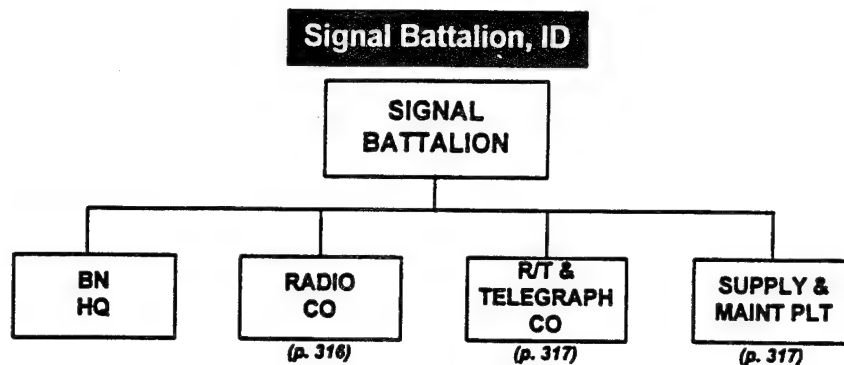 Signal Battalion, ID
SIGNAL
BATTALION
BN
HQ
RADIO
CO
(p. 316)
R/T &
TELEGRAPH
CO
(p. 317)
SUPPLY &
MAINT PLT
(p. 317)